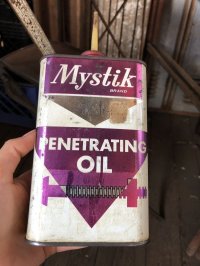 Mystik
BRAND
PENETRATING
OIL